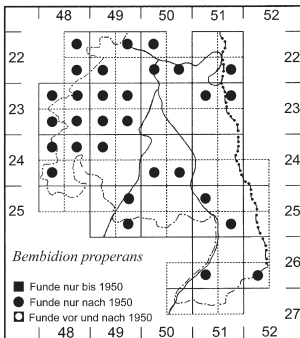 48 49 50 51 52
22 22
23 23
24 24
25 25
26
27
Bembidion properans
Funde nur bis 1950
Funde nur nach 1950
Funde vor und nach 1950
48 49 50 51 52